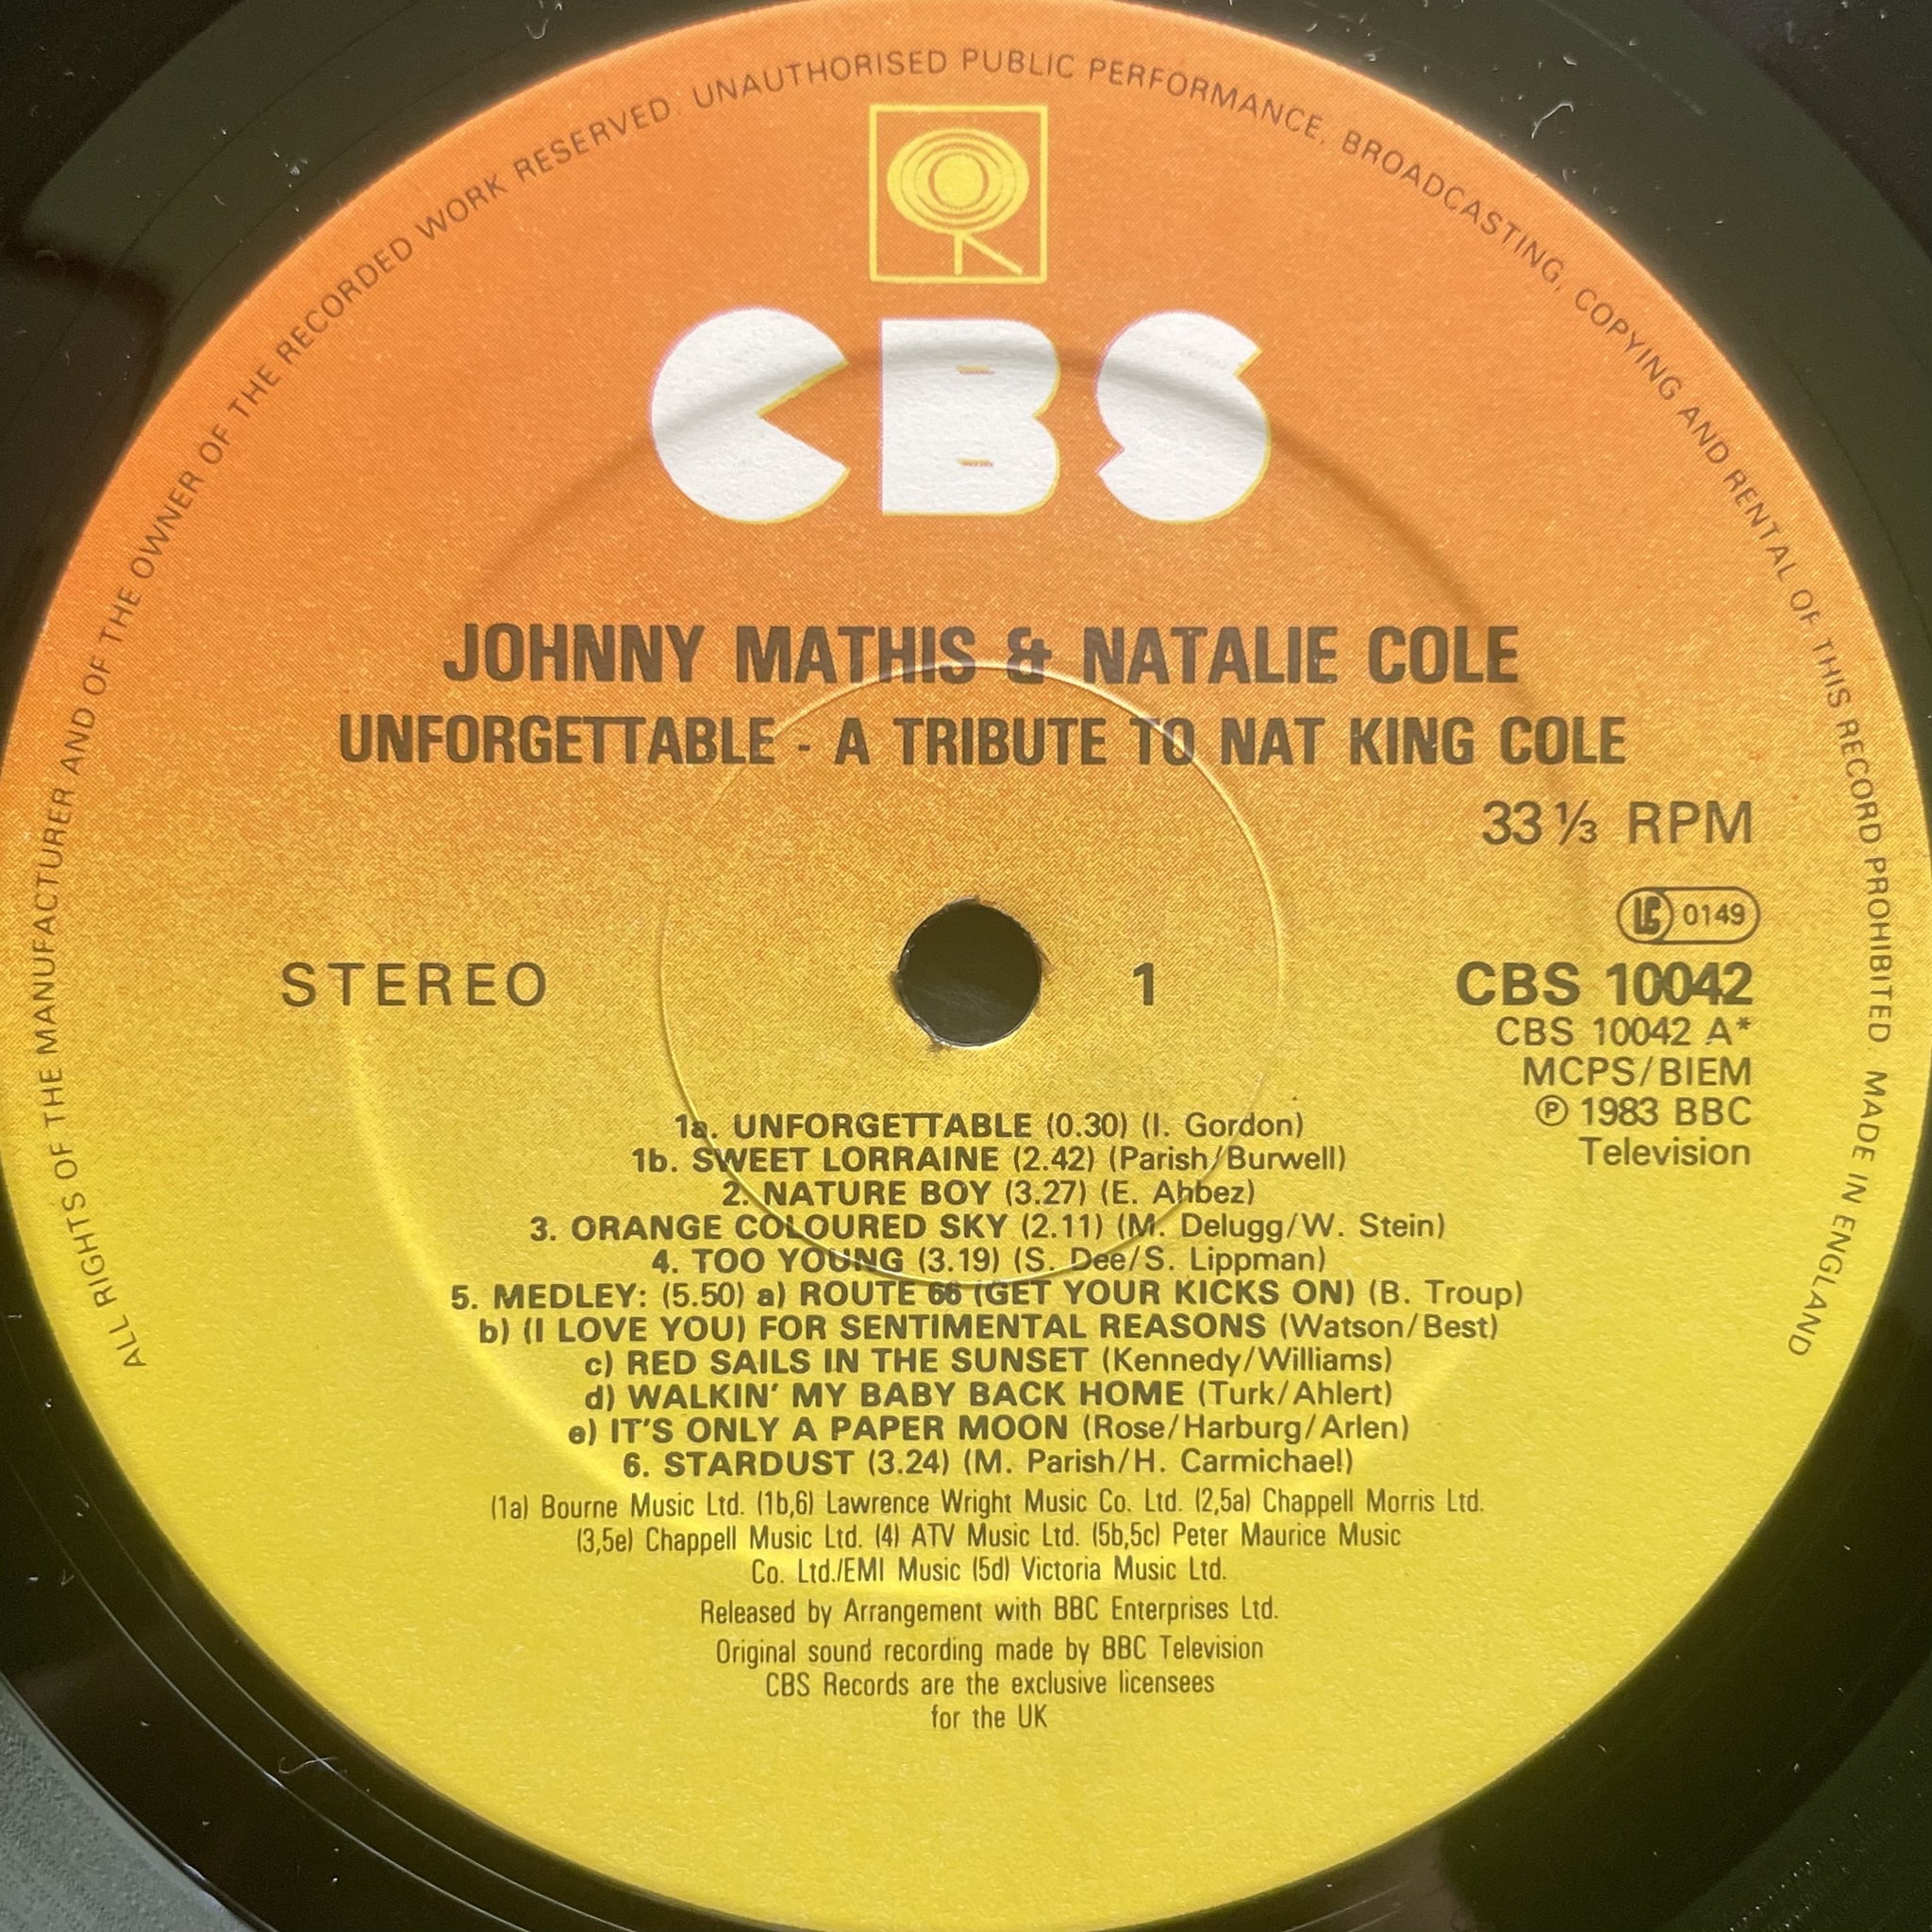 ALL RIGHTS OF THE MANUFACTURER AND OF THE OWNER OF THE RECORDED WORK RESERVED. UNAUTHORISED PUBLIC PERFORMANCE, BROADCASTING, COPYING AND RENTAL OF THIS RECORD PROHIBITED. MADE IN ENGLAND
CBS
JOHNNY MATHIS & NATALIE COLE
UNFORGETTABLE - A TRIBUTE TO NAT KING COLE
33 ⅓ RPM
LC 0149
STEREO
1
CBS 10042
CBS 10042 A*
MCPS/BIEM
Ⓟ 1983 BBC
Television
1a. UNFORGETTABLE (0.30) (I. Gordon)
1b. SWEET LORRAINE (2.42) (Parish/Burwell)
2. NATURE BOY (3.27) (E. Ahbez)
3. ORANGE COLOURED SKY (2.11) (M. Delugg/W. Stein)
4. TOO YOUNG (3.19) (S. Dee/S. Lippman)
5. MEDLEY: (5.50) a) ROUTE 66 (GET YOUR KICKS ON) (B. Troup)
b) (I LOVE YOU) FOR SENTIMENTAL REASONS (Watson/Best)
c) RED SAILS IN THE SUNSET (Kennedy/Williams)
d) WALKIN' MY BABY BACK HOME (Turk/Ahlert)
e) IT'S ONLY A PAPER MOON (Rose/Harburg/Arlen)
6. STARDUST (3.24) (M. Parish/H. Carmichael)
(1a) Bourne Music Ltd. (1b,6) Lawrence Wright Music Co. Ltd. (2,5a) Chappell Morris Ltd.
(3,5e) Chappell Music Ltd. (4) ATV Music Ltd. (5b,5c) Peter Maurice Music
Co. Ltd./EMI Music (5d) Victoria Music Ltd.
Released by Arrangement with BBC Enterprises Ltd.
Original sound recording made by BBC Television
CBS Records are the exclusive licensees
for the UK